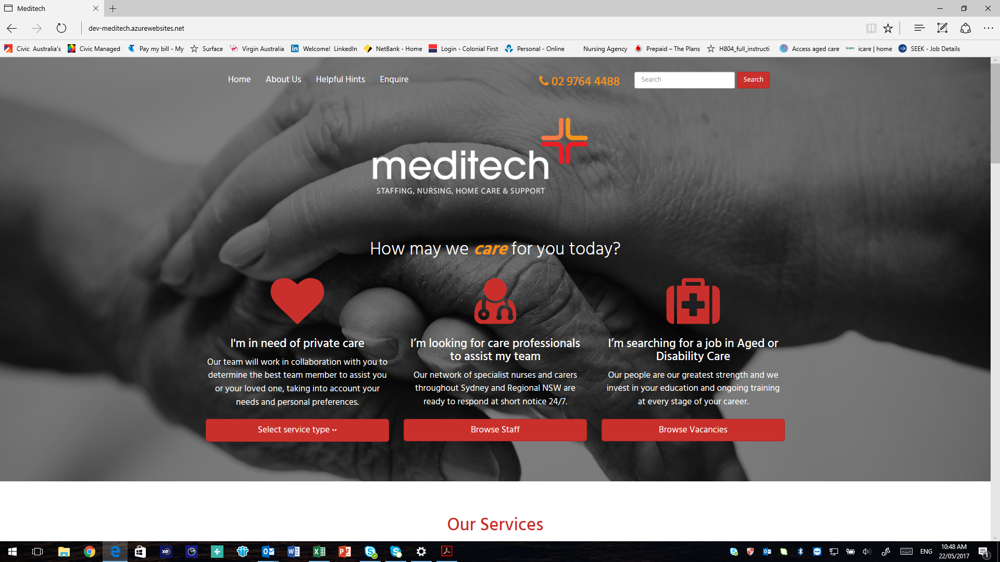 Meditech
dev-meditech.azurewebsites.net
Civic Australia's
Civic Managed
Pay my bill - My
Surface
Virgin Australia
Welcome! LinkedIn
NetBank - Home
Login - Colonial First
Personal - Online
Nursing Agency
Prepaid – The Plans
H804_full_instructi
Access aged care
icare
icare | home
SEEK - Job Details
Home
About Us
Helpful Hints
Enquire
02 9764 4488
Search
Search
meditech
STAFFING, NURSING, HOME CARE & SUPPORT
How may we care for you today?
I'm in need of private care
Our team will work in collaboration with you to
determine the best team member to assist you
or your loved one, taking into account your
needs and personal preferences.
Select service type
I’m looking for care professionals
to assist my team
Our network of specialist nurses and carers
throughout Sydney and Regional NSW are
ready to respond at short notice 24/7.
Browse Staff
I’m searching for a job in Aged or
Disability Care
Our people are our greatest strength and we
invest in your education and ongoing training
at every stage of your career.
Browse Vacancies
Our Services
xe
ENG
10:48 AM
22/05/2017
1